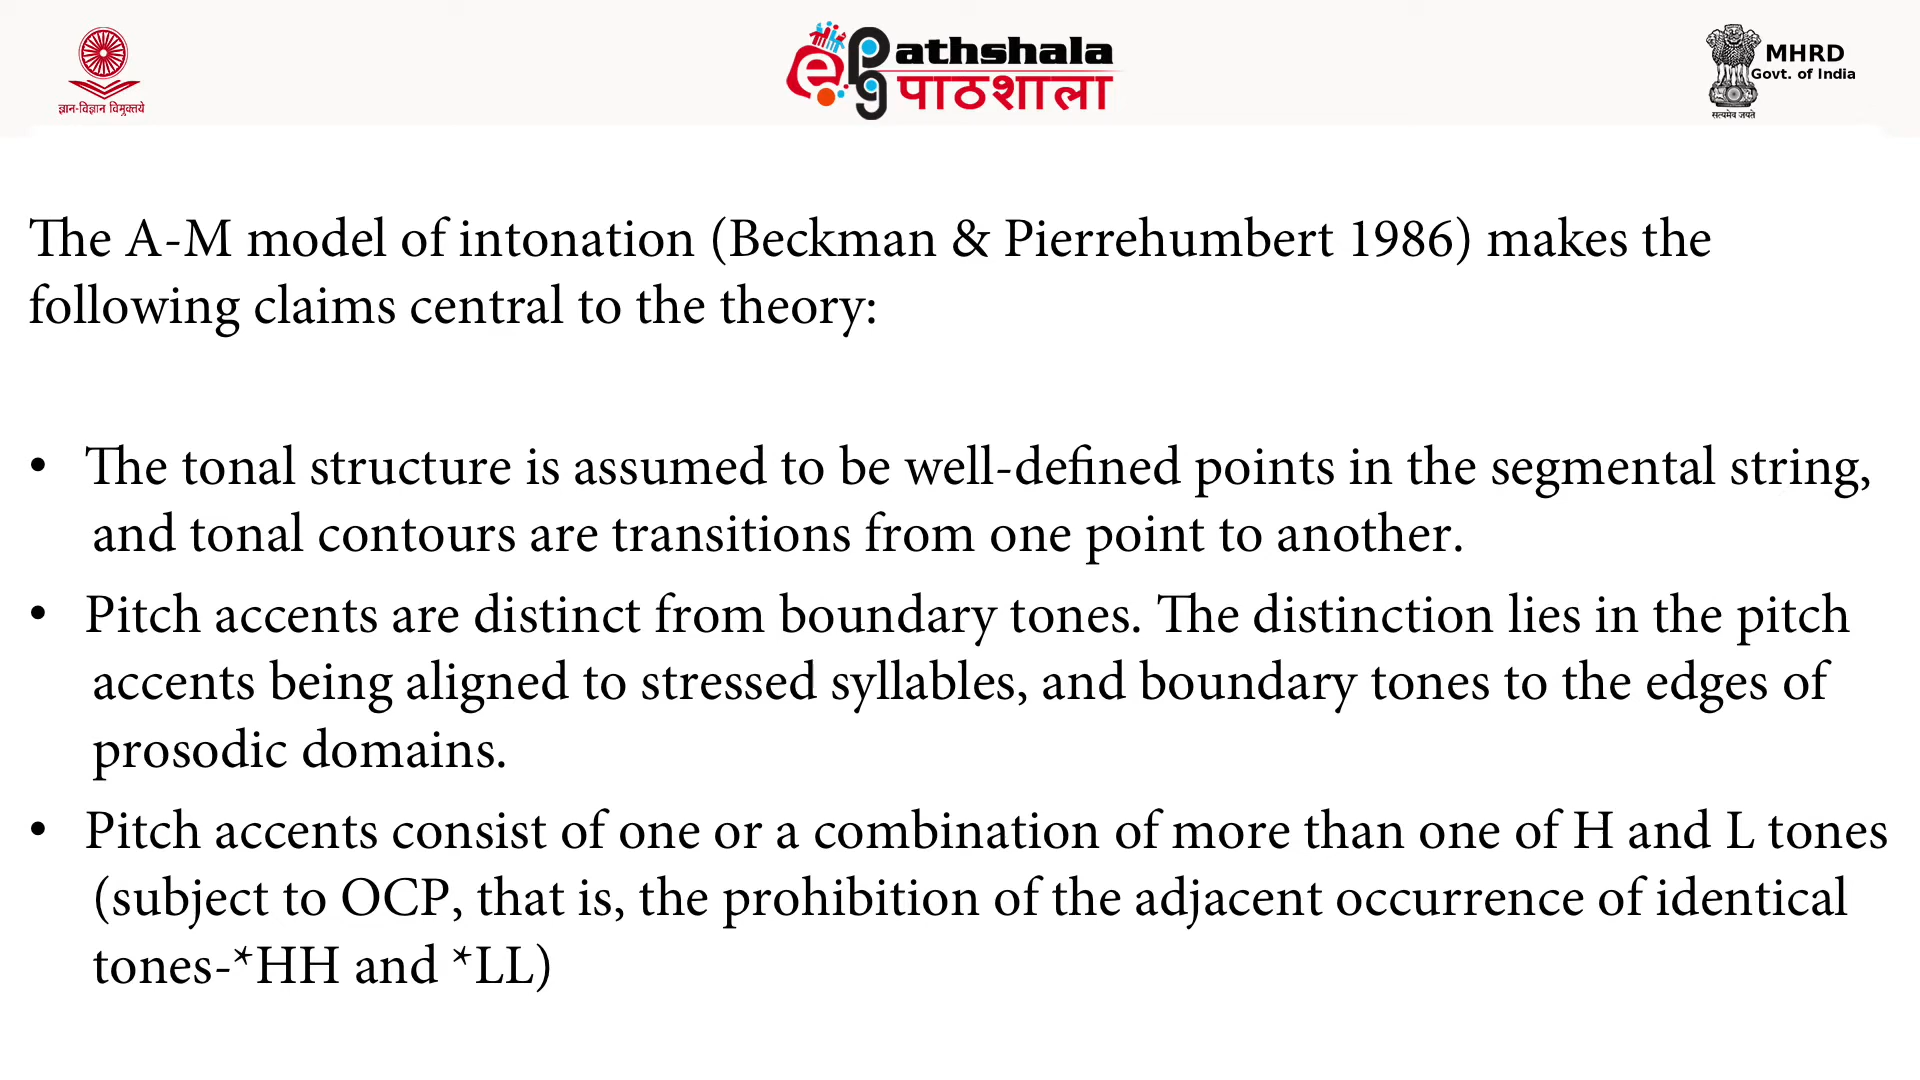 ज्ञान-विज्ञान विमुक्तये
ePg athshala
पाठशाला
MHRD
Govt. of India
सत्यमेव जयते
The A-M model of intonation (Beckman & Pierrehumbert 1986) makes the
following claims central to the theory:
• The tonal structure is assumed to be well-defined points in the segmental string,
and tonal contours are transitions from one point to another.
• Pitch accents are distinct from boundary tones. The distinction lies in the pitch
accents being aligned to stressed syllables, and boundary tones to the edges of
prosodic domains.
• Pitch accents consist of one or a combination of more than one of H and L tones
(subject to OCP, that is, the prohibition of the adjacent occurrence of identical
tones-*HH and *LL)